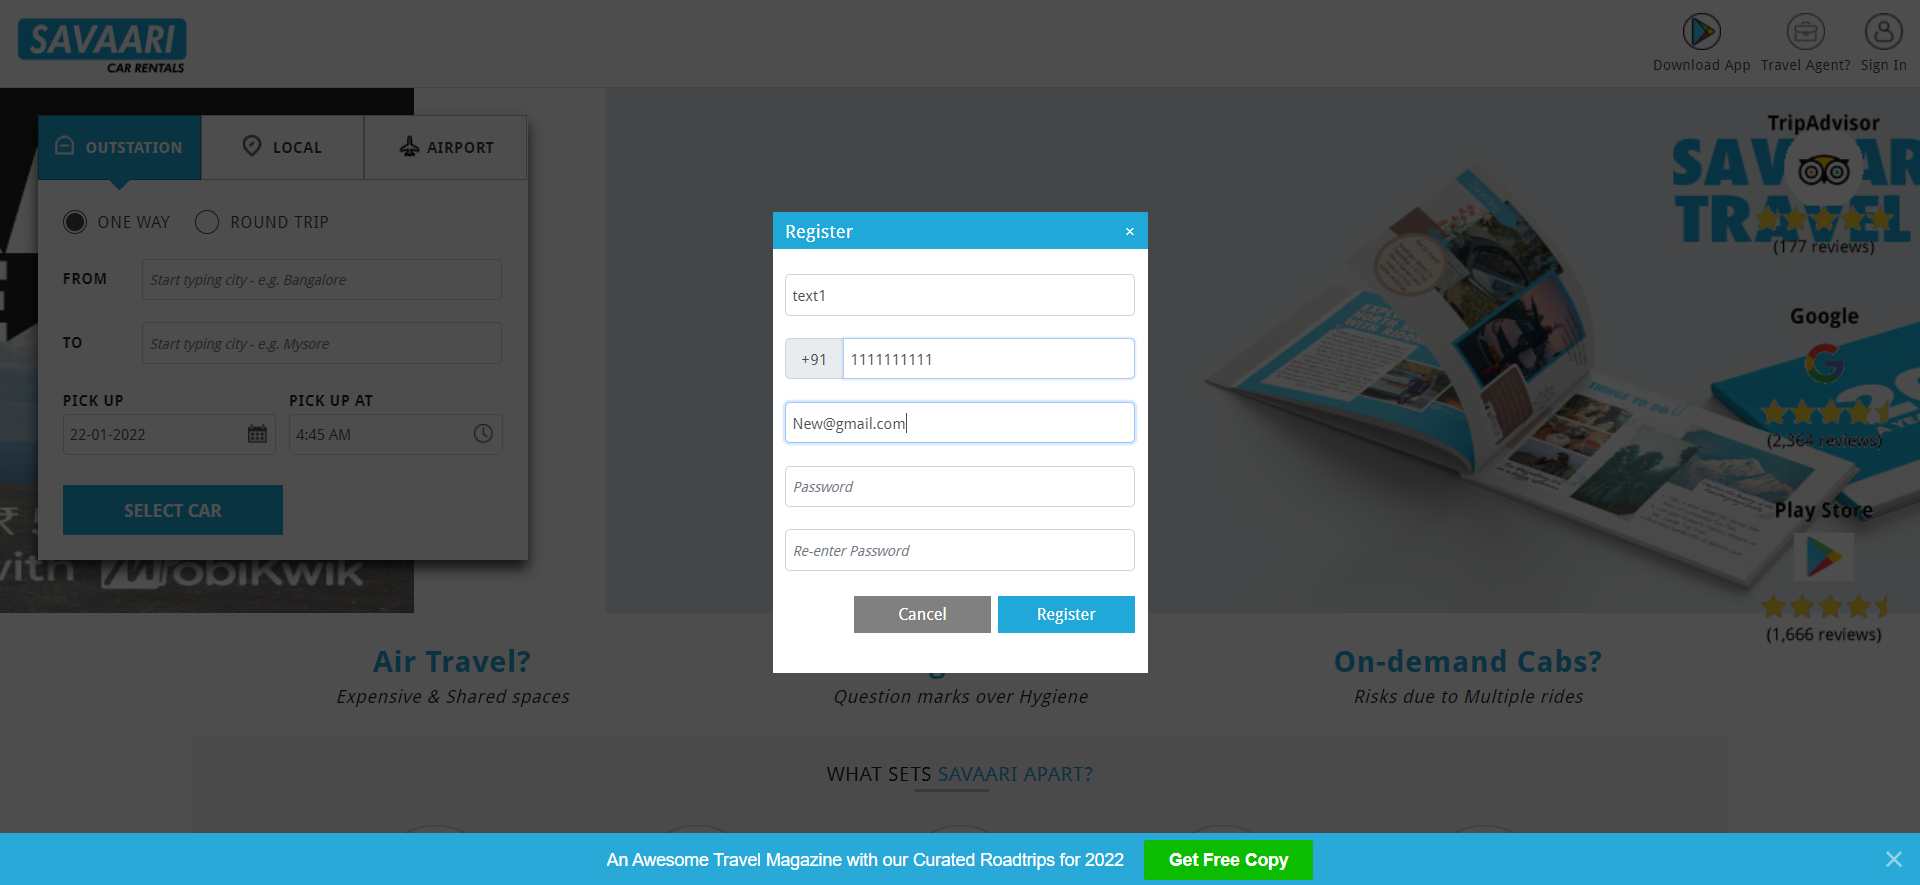 SAVAARI
CAR RENTALS
Download App
Travel Agent?
Sign In
OUTSTATION
LOCAL
AIRPORT
ONE WAY
ROUND TRIP
FROM
Start typing city - e.g. Bangalore
TO
Start typing city - e.g. Mysore
PICK UP
PICK UP AT
22-01-2022
4:45 AM
SELECT CAR
with MobiKwik
Register
×
text1
+91
1111111111
New@gmail.com
Password
Re-enter Password
Cancel
Register
TripAdvisor
SAVAARI
TRAVEL
(177 reviews)
Google
THINGS TO DO
(2,364 reviews)
Play Store
(1,666 reviews)
Air Travel?
Expensive & Shared spaces
Question marks over Hygiene
On-demand Cabs?
Risks due to Multiple rides
WHAT SETS SAVAARI APART?
An Awesome Travel Magazine with our Curated Roadtrips for 2022
Get Free Copy